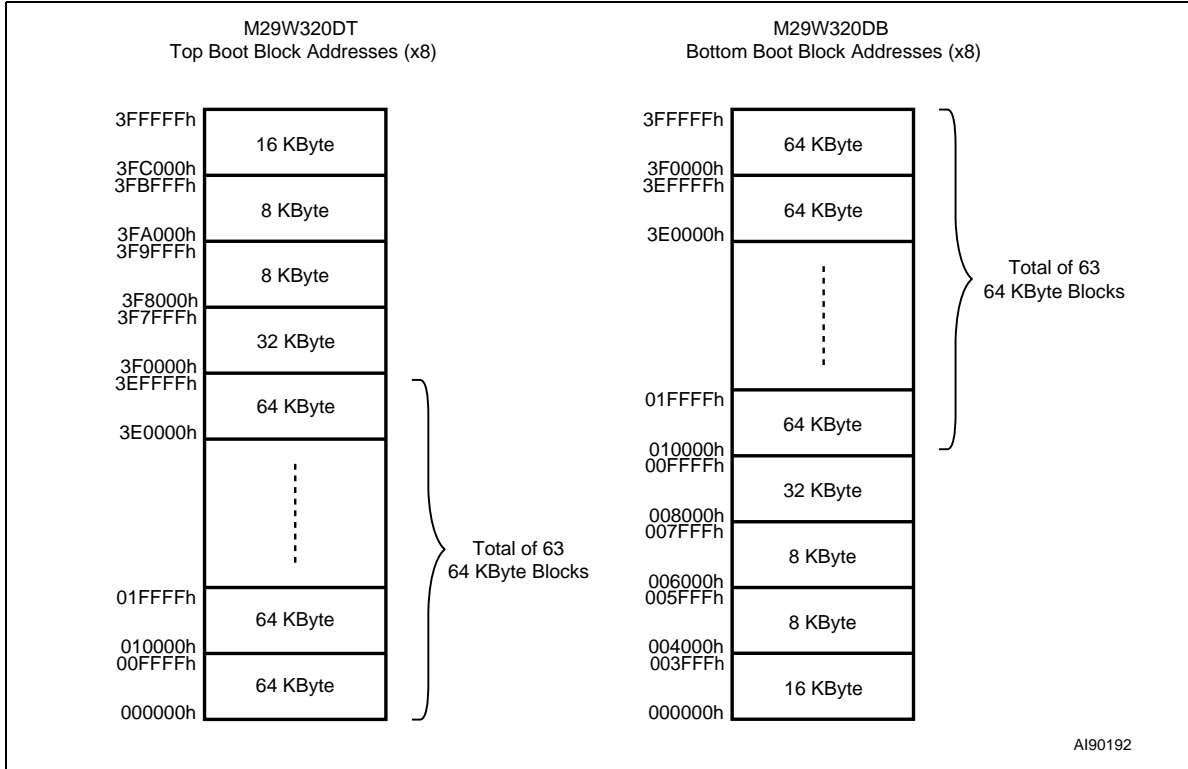 M29W320DT
Top Boot Block Addresses (x8)
3FFFFFh
16 KByte
3FC000h
3FBFFFh
8 KByte
3FA000h
3F9FFFh
8 KByte
3F8000h
3F7FFFh
32 KByte
3F0000h
3EFFFFh
64 KByte
3E0000h
Total of 63
64 KByte Blocks
01FFFFh
64 KByte
010000h
00FFFFh
64 KByte
000000h
M29W320DB
Bottom Boot Block Addresses (x8)
3FFFFFh
64 KByte
3F0000h
3EFFFFh
64 KByte
3E0000h
Total of 63
64 KByte Blocks
01FFFFh
64 KByte
010000h
00FFFFh
32 KByte
008000h
007FFFh
8 KByte
006000h
005FFFh
8 KByte
004000h
003FFFh
16 KByte
000000h
AI90192